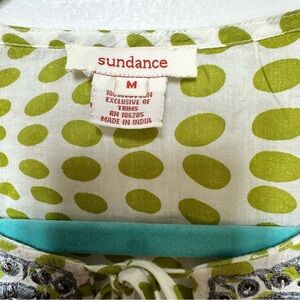 sundance
M
100% COTTON
EXCLUSIVE OF
TRIMS
RN 106205
MADE IN INDIA